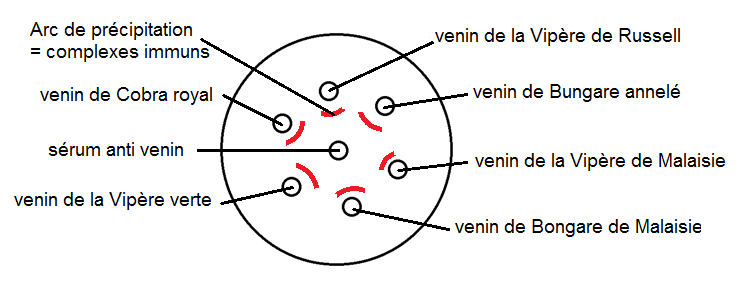 Arc de précipitation
= complexes immuns
venin de la Vipère de Russell
venin de Cobra royal
venin de Bungare annelé
sérum anti venin
venin de la Vipère de Malaisie
venin de la Vipère verte
venin de Bongare de Malaisie